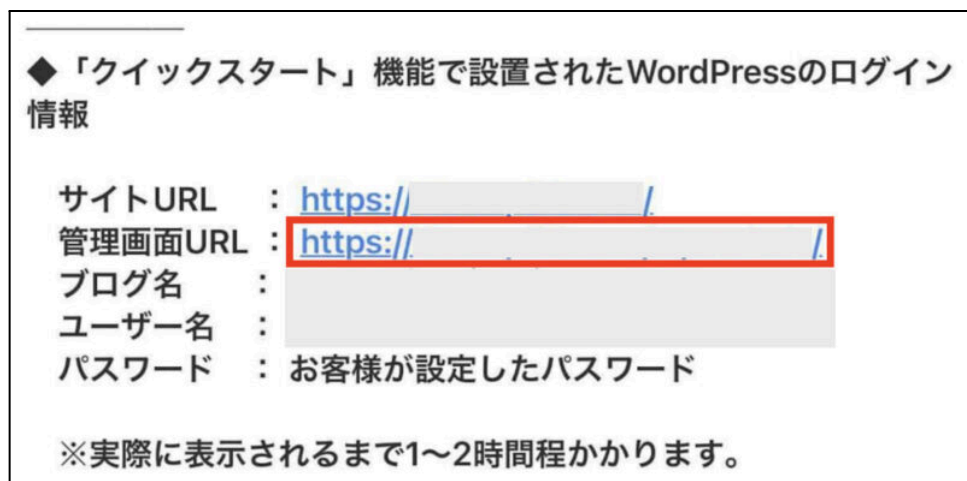 ◆「クイックスタート」機能で設置されたWordPressのログイン
情報
サイトURL ：https:// /
管理画面URL：https:// /
ブログ名 ：
ユーザー名 ：
パスワード ：お客様が設定したパスワード
※実際に表示されるまで1〜2時間程かかります。